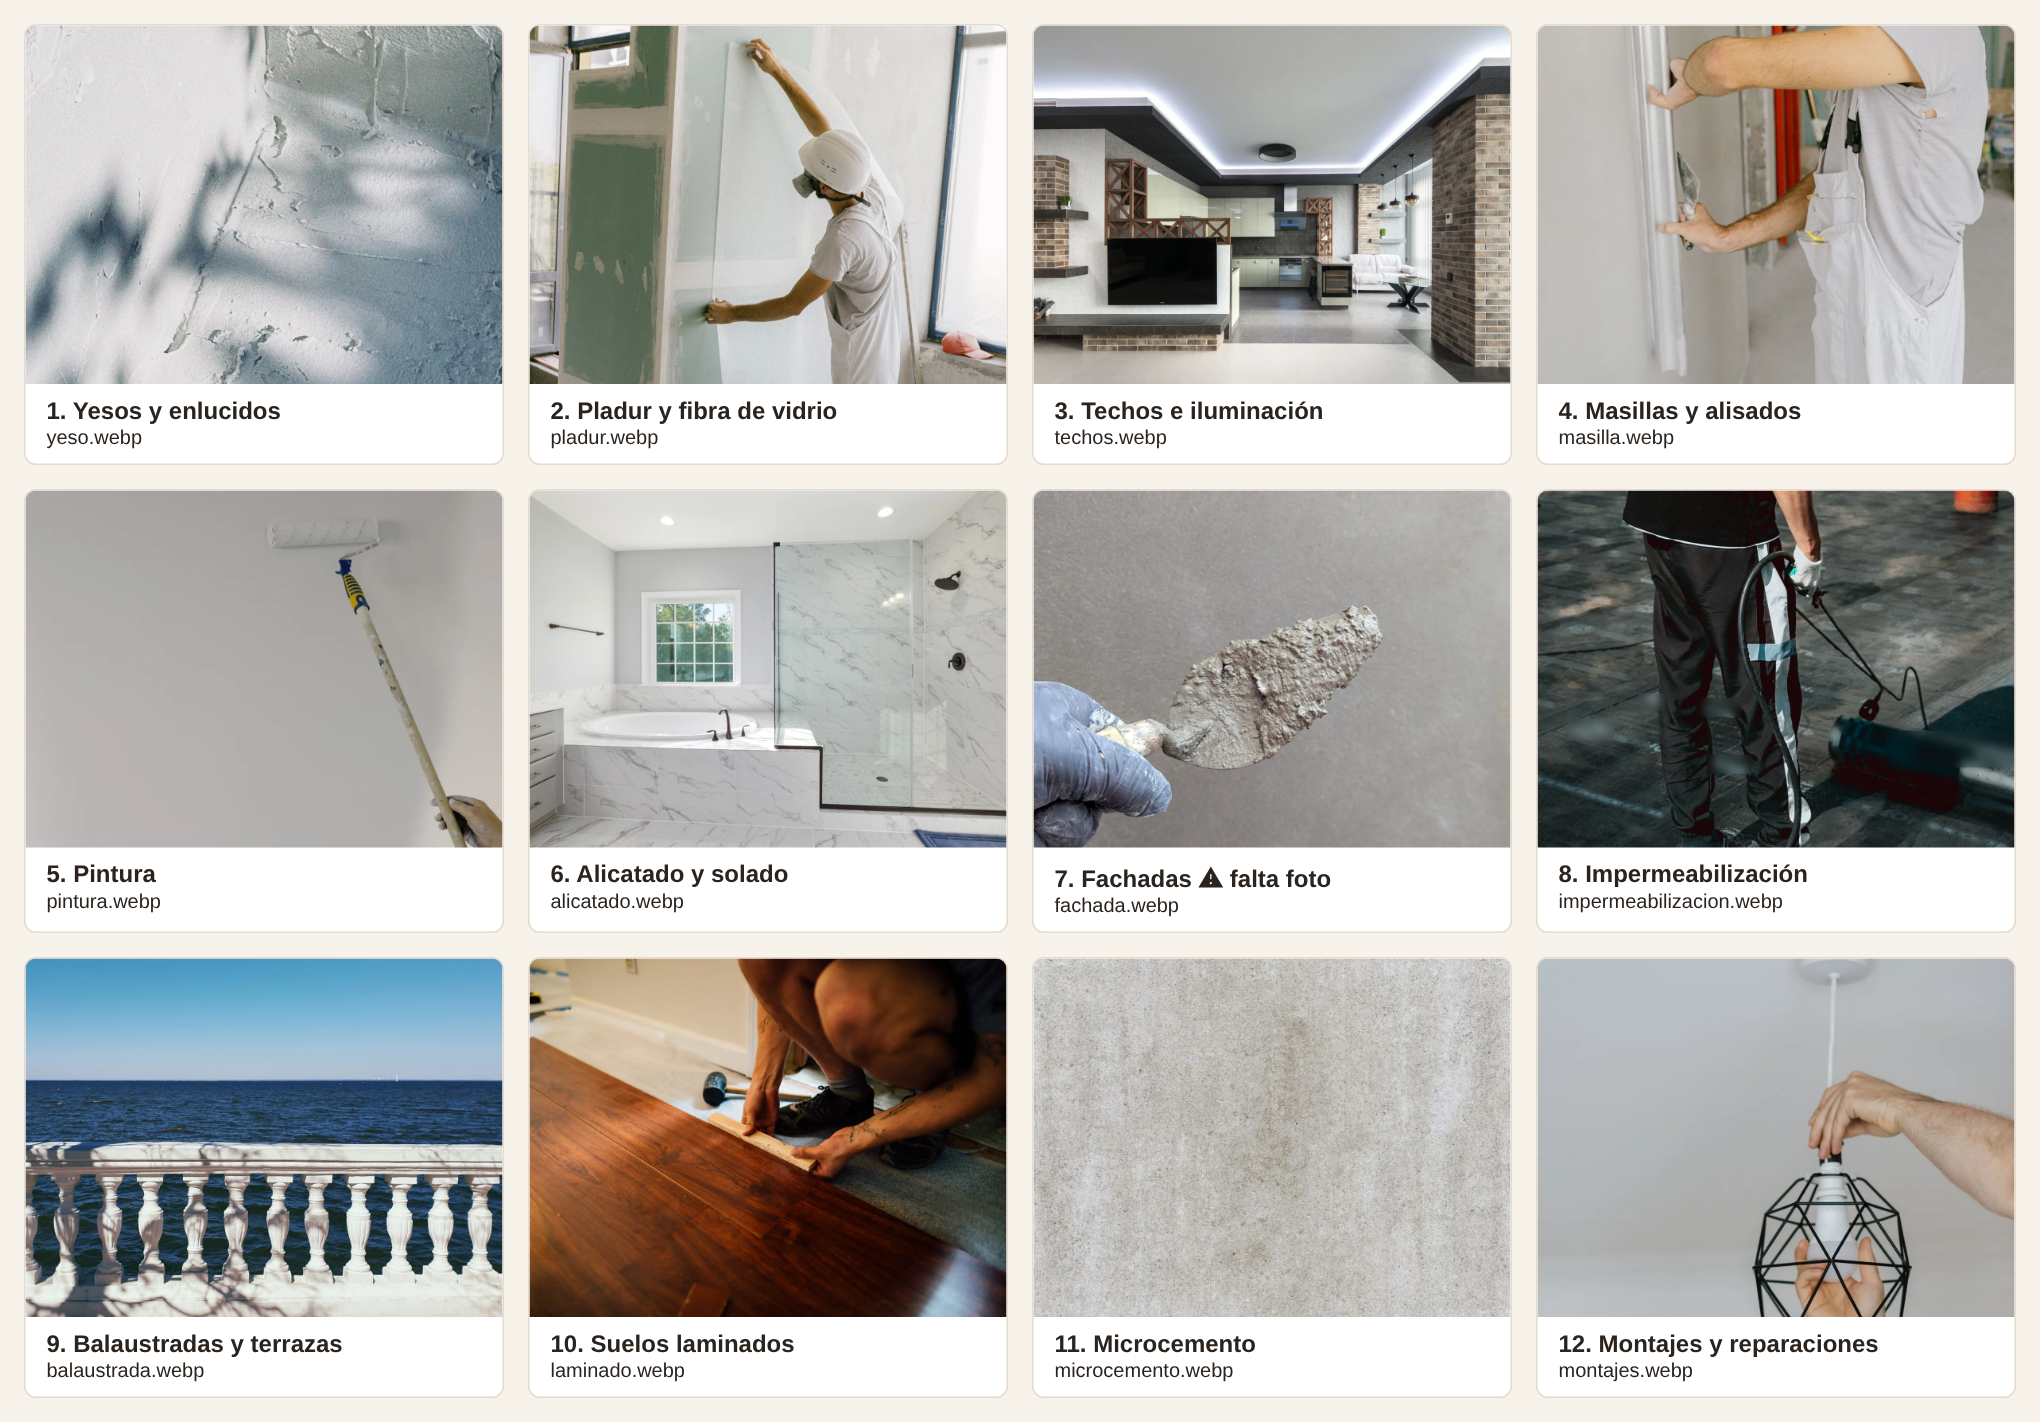 1. Yesos y enlucidos
yeso.webp
2. Pladur y fibra de vidrio
pladur.webp
3. Techos e iluminación
techos.webp
4. Masillas y alisados
masilla.webp
5. Pintura
pintura.webp
6. Alicatado y solado
alicatado.webp
7. Fachadas ⚠ falta foto
fachada.webp
8. Impermeabilización
impermeabilizacion.webp
9. Balaustradas y terrazas
balaustrada.webp
10. Suelos laminados
laminado.webp
11. Microcemento
microcemento.webp
12. Montajes y reparaciones
montajes.webp